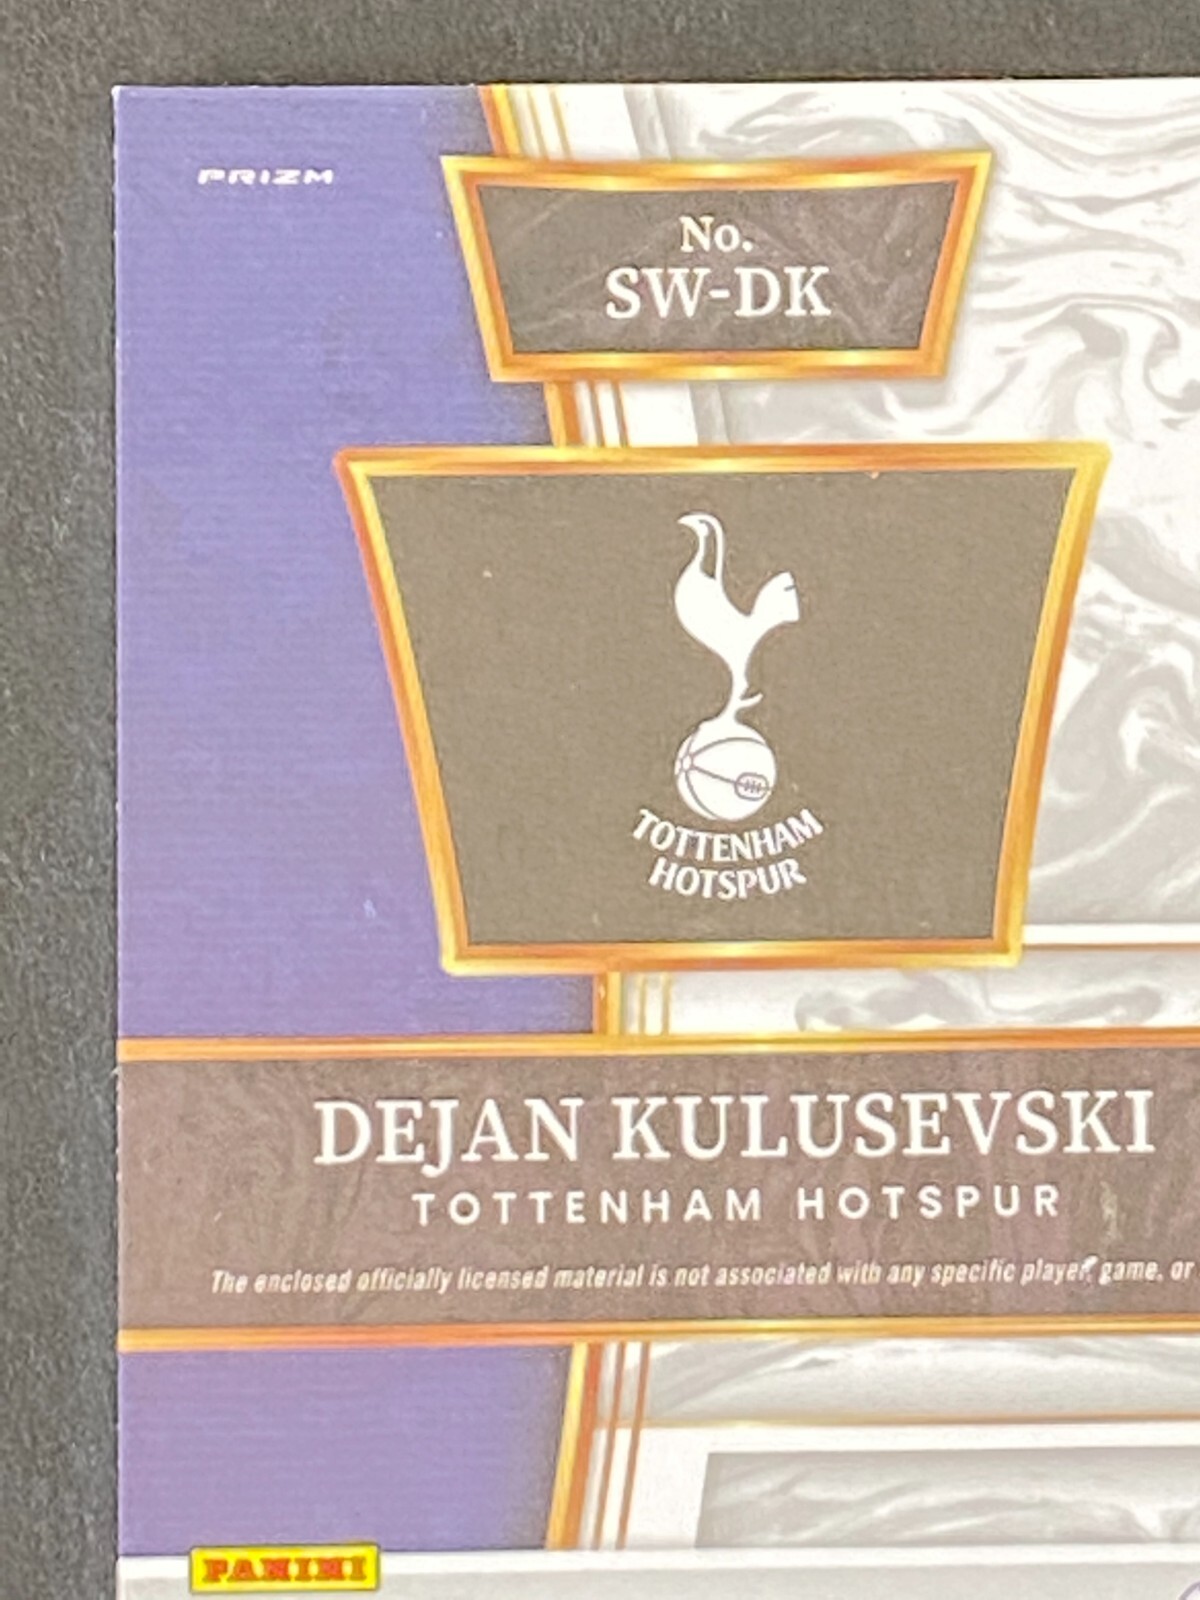 PRIZM
No.
SW-DK
TOTTENHAM
HOTSPUR
DEJAN KULUSEVSKI
TOTTENHAM HOTSPUR
The enclosed officially licensed material is not associated with any specific player, game, or
PANINI